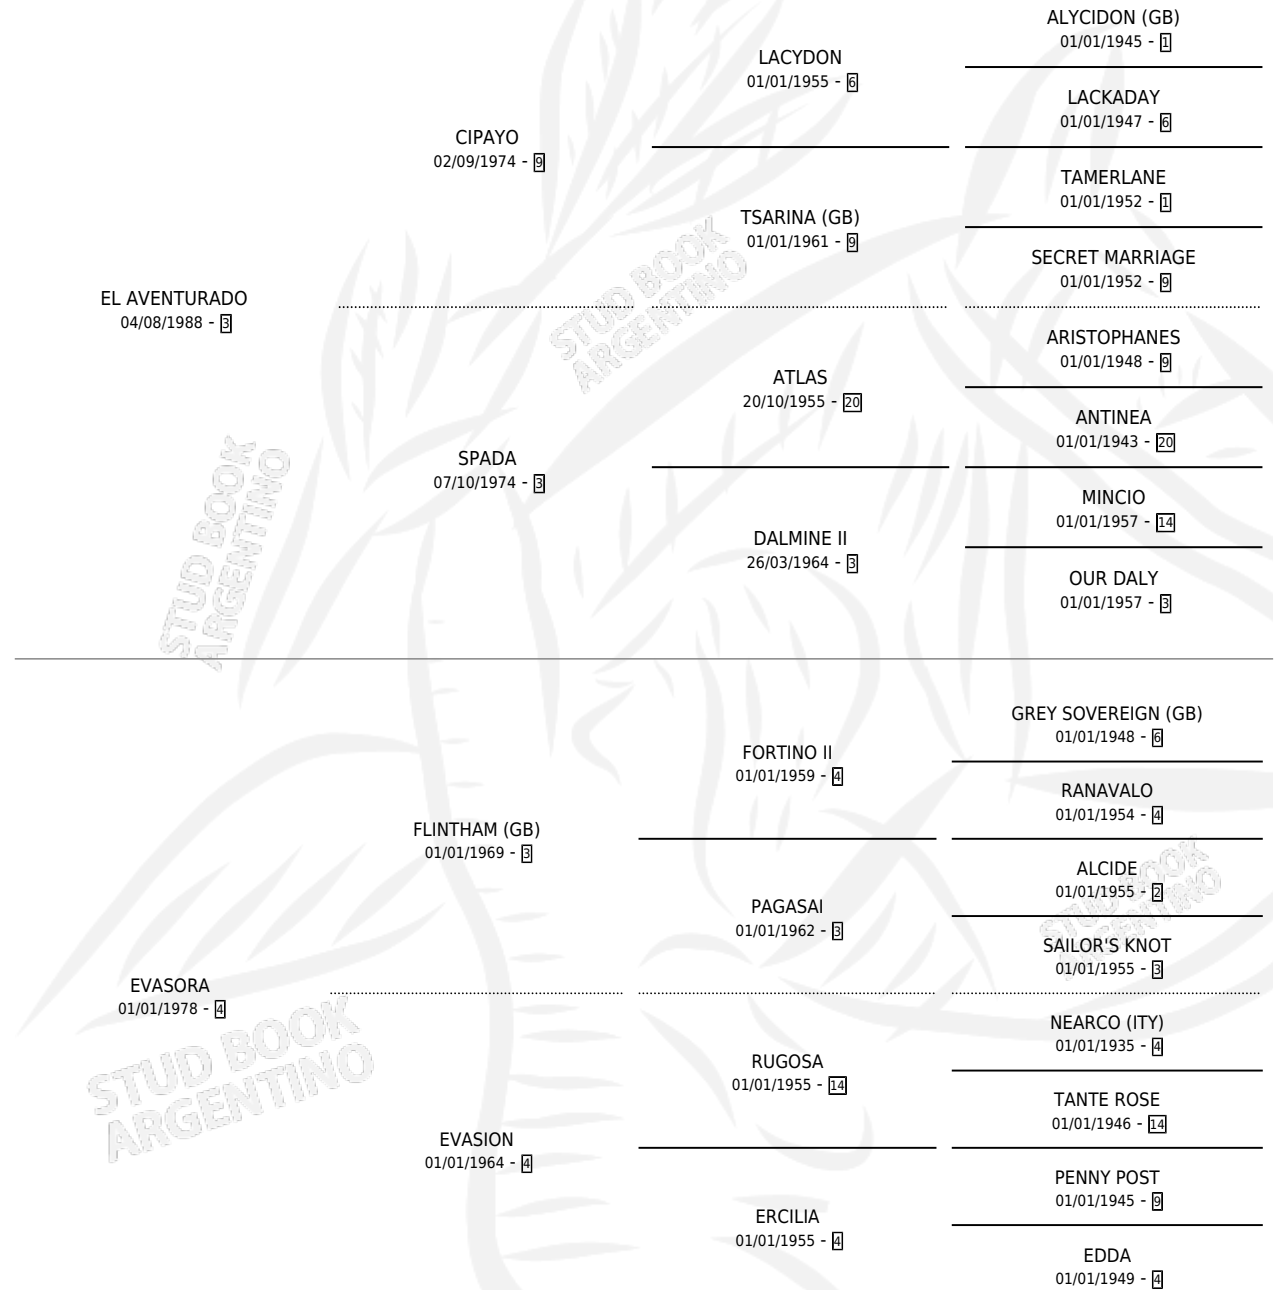 EL AVENTURADO
04/08/1988 - 3
CIPAYO
02/09/1974 - 9
SPADA
07/10/1974 - 3
LACYDON
01/01/1955 - 6
TSARINA (GB)
01/01/1961 - 9
ATLAS
20/10/1955 - 20
DALMINE II
26/03/1964 - 3
ALYCIDON (GB)
01/01/1945 - 1
LACKADAY
01/01/1947 - 6
TAMERLANE
01/01/1952 - 1
SECRET MARRIAGE
01/01/1952 - 9
ARISTOPHANES
01/01/1948 - 9
ANTINEA
01/01/1943 - 20
MINCIO
01/01/1957 - 14
OUR DALY
01/01/1957 - 3
STUD BOOK
ARGENTINO
STUD BOOK
ARGENTINO
EVASORA
01/01/1978 - 4
FLINTHAM (GB)
01/01/1969 - 3
EVASION
01/01/1964 - 4
FORTINO II
01/01/1959 - 4
PAGASAI
01/01/1962 - 3
RUGOSA
01/01/1955 - 14
ERCILIA
01/01/1955 - 4
GREY SOVEREIGN (GB)
01/01/1948 - 6
RANAVALO
01/01/1954 - 4
ALCIDE
01/01/1955 - 2
SAILOR'S KNOT
01/01/1955 - 3
NEARCO (ITY)
01/01/1935 - 4
TANTE ROSE
01/01/1946 - 14
PENNY POST
01/01/1945 - 9
EDDA
01/01/1949 - 4
STUD BOOK
ARGENTINO
STUD BOOK
ARGENTINO